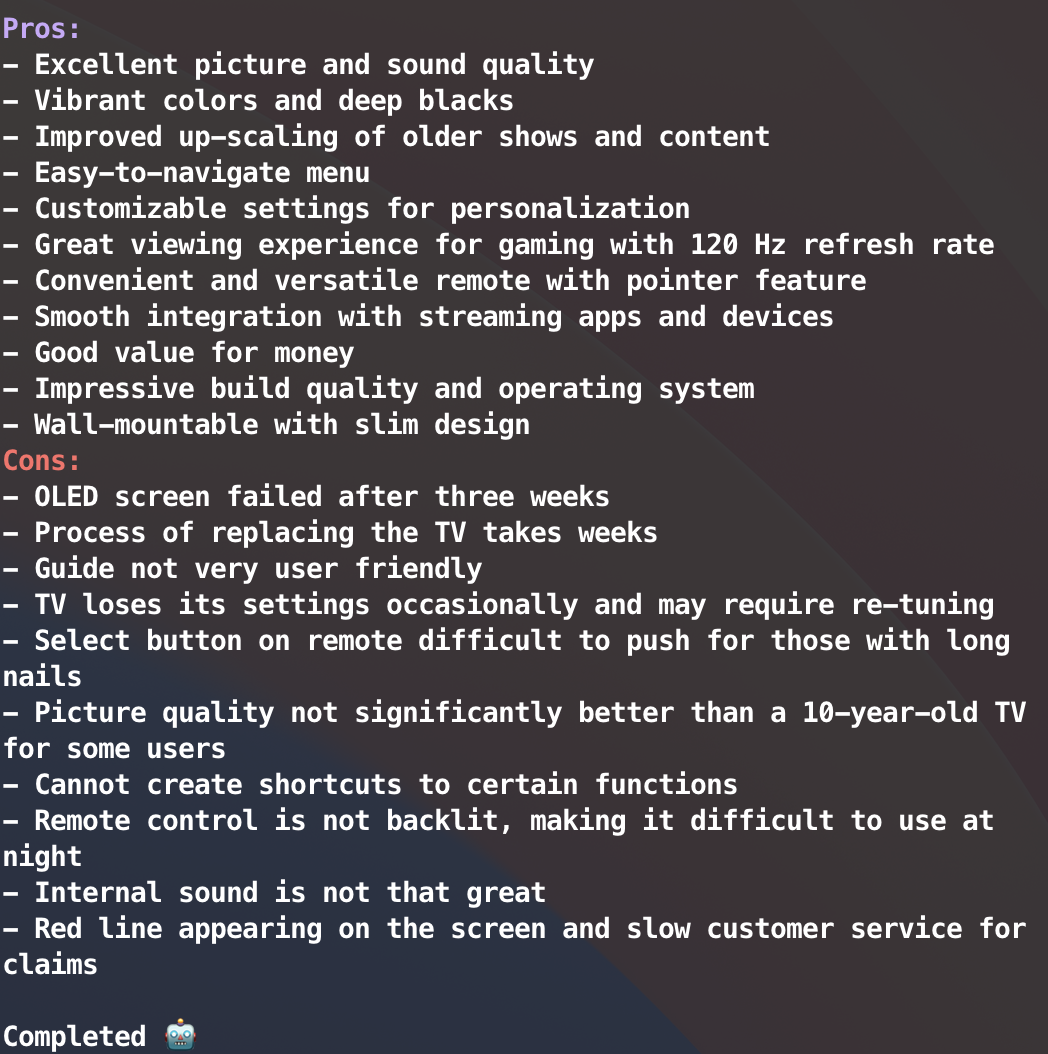 Pros:
– Excellent picture and sound quality
– Vibrant colors and deep blacks
– Improved up–scaling of older shows and content
– Easy–to–navigate menu
– Customizable settings for personalization
– Great viewing experience for gaming with 120 Hz refresh rate
– Convenient and versatile remote with pointer feature
– Smooth integration with streaming apps and devices
– Good value for money
– Impressive build quality and operating system
– Wall–mountable with slim design
Cons:
– OLED screen failed after three weeks
– Process of replacing the TV takes weeks
– Guide not very user friendly
– TV loses its settings occasionally and may require re–tuning
– Select button on remote difficult to push for those with long
nails
– Picture quality not significantly better than a 10–year–old TV
for some users
– Cannot create shortcuts to certain functions
– Remote control is not backlit, making it difficult to use at
night
– Internal sound is not that great
– Red line appearing on the screen and slow customer service for
claims
Completed 🤖